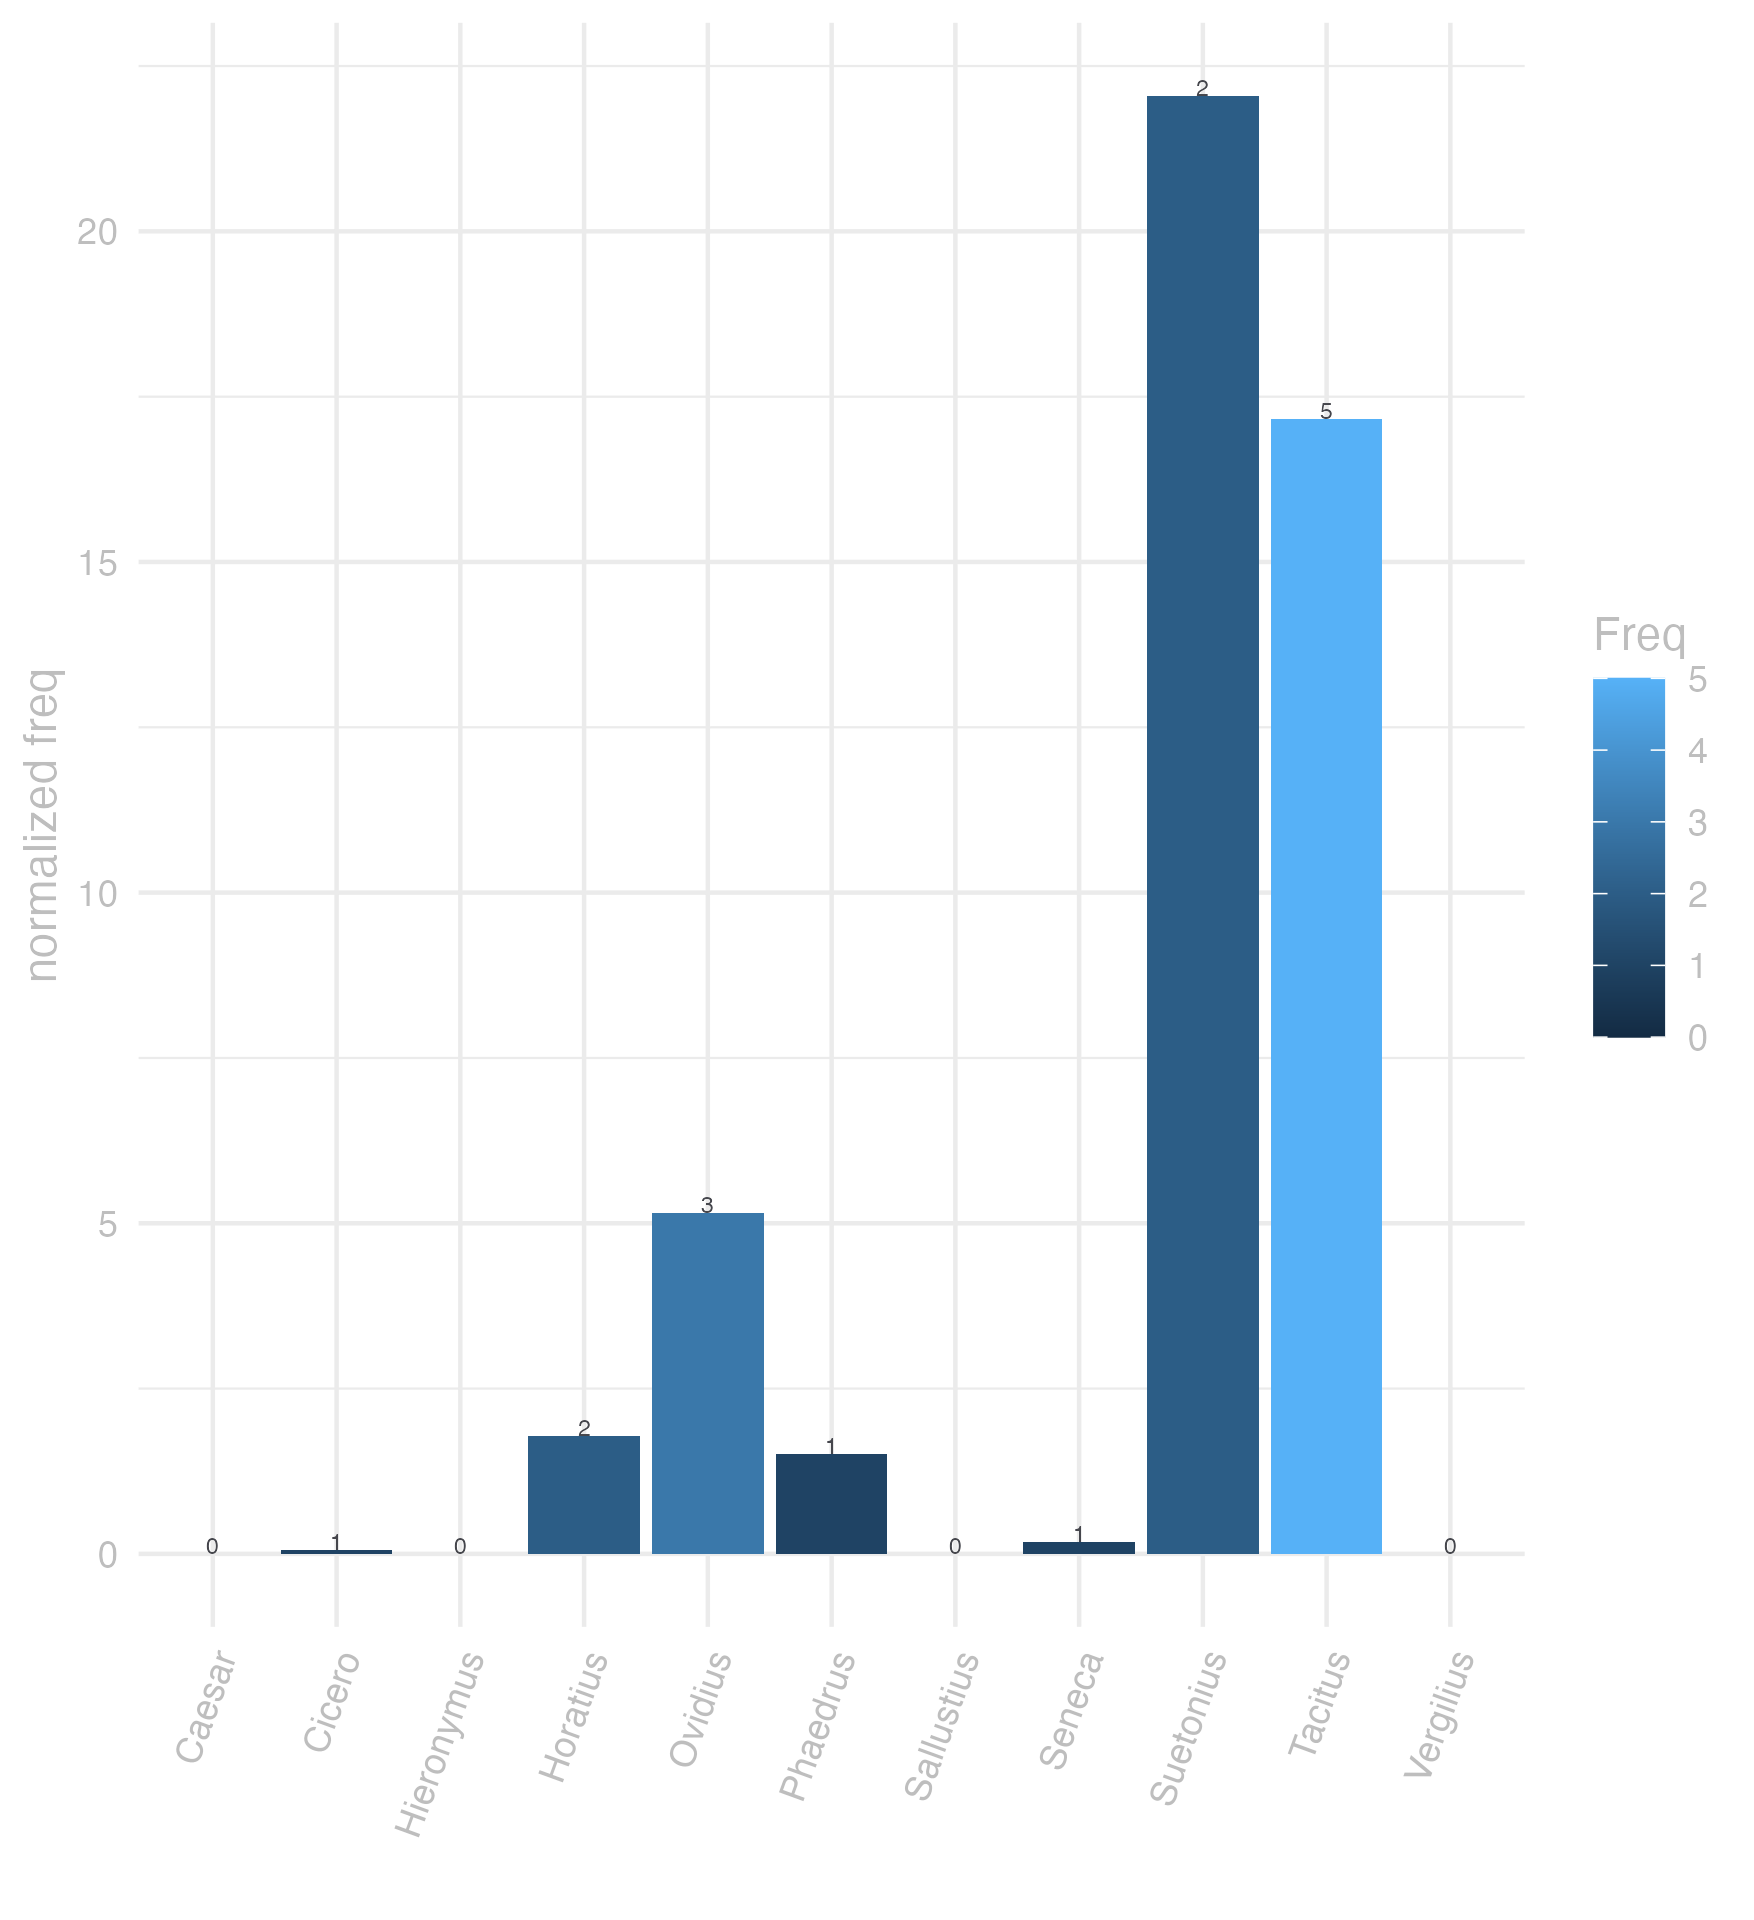 normalized freq
20
15
10
5
0
0
1
0
2
3
1
0
1
2
5
0
Caesar
Cicero
Hieronymus
Horatius
Ovidius
Phaedrus
Sallustius
Seneca
Suetonius
Tacitus
Vergilius
Freq
5
4
3
2
1
0